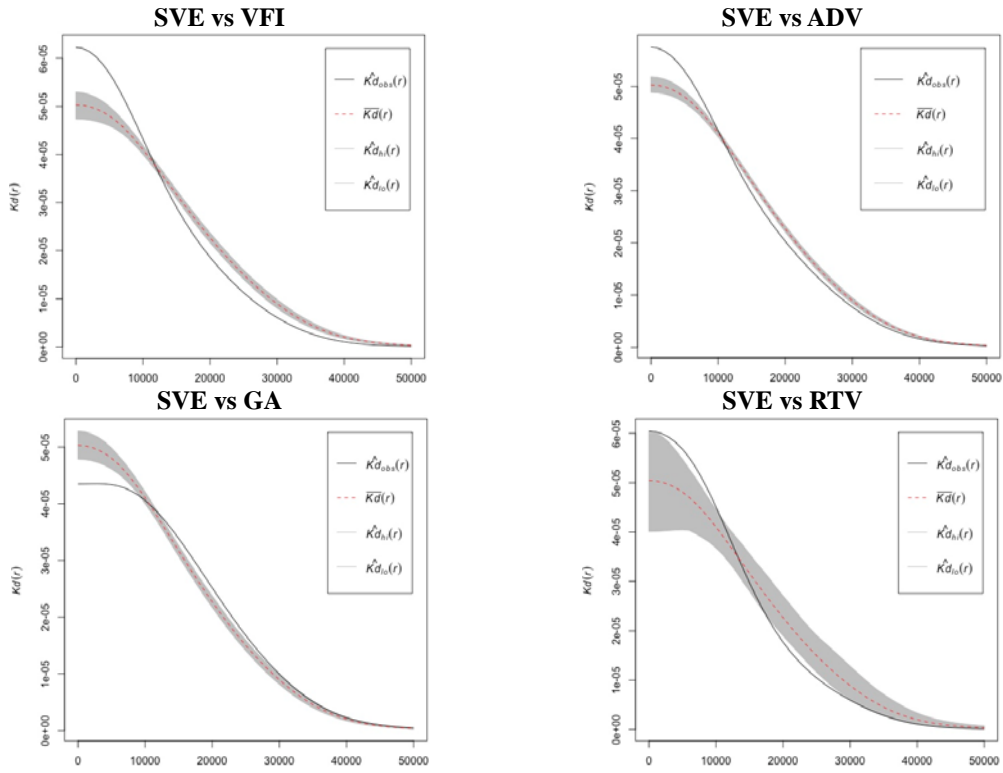 SVE vs VFI
Kd(r)
0e+00 1e-05 2e-05 3e-05 4e-05 5e-05 6e-05
0 10000 20000 30000 40000 50000
K̂d_obs(r)
K̅d̅(r)
K̂d_hi(r)
K̂d_lo(r)
SVE vs ADV
Kd(r)
0e+00 1e-05 2e-05 3e-05 4e-05 5e-05
0 10000 20000 30000 40000 50000
K̂d_obs(r)
K̅d̅(r)
K̂d_hi(r)
K̂d_lo(r)
SVE vs GA
Kd(r)
0e+00 1e-05 2e-05 3e-05 4e-05 5e-05
0 10000 20000 30000 40000 50000
K̂d_obs(r)
K̅d̅(r)
K̂d_hi(r)
K̂d_lo(r)
SVE vs RTV
Kd(r)
0e+00 1e-05 2e-05 3e-05 4e-05 5e-05 6e-05
0 10000 20000 30000 40000 50000
K̂d_obs(r)
K̅d̅(r)
K̂d_hi(r)
K̂d_lo(r)